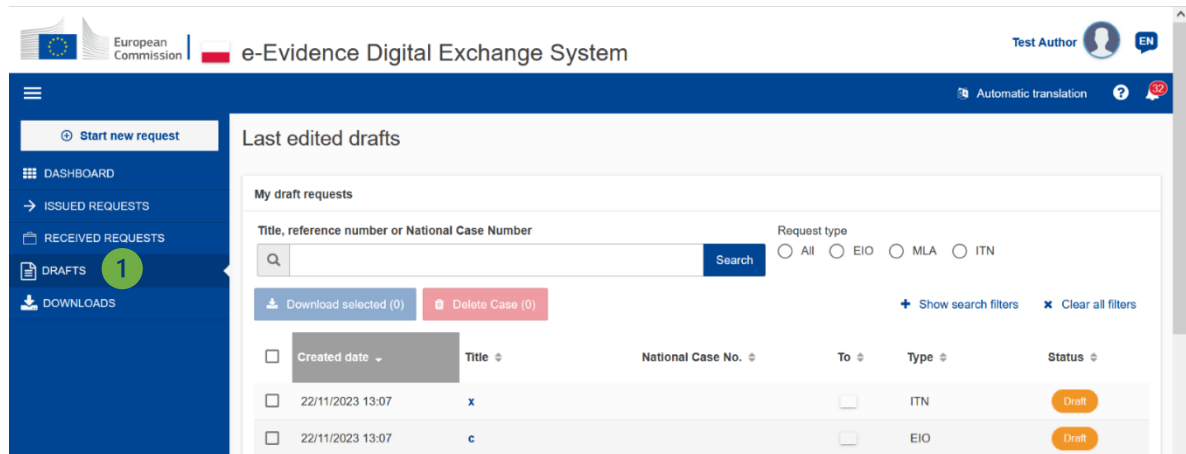 European
Commission
e-Evidence Digital Exchange System
Test Author
EN
Automatic translation
?
32
Start new request
DASHBOARD
ISSUED REQUESTS
RECEIVED REQUESTS
DRAFTS
1
DOWNLOADS
Last edited drafts
My draft requests
Title, reference number or National Case Number
Search
Request type
All EIO MLA ITN
Download selected (0) Delete Case (0) Show search filters Clear all filters
Created date Title National Case No. To Type Status
22/11/2023 13:07 x ITN Draft
22/11/2023 13:07 c EIO Draft